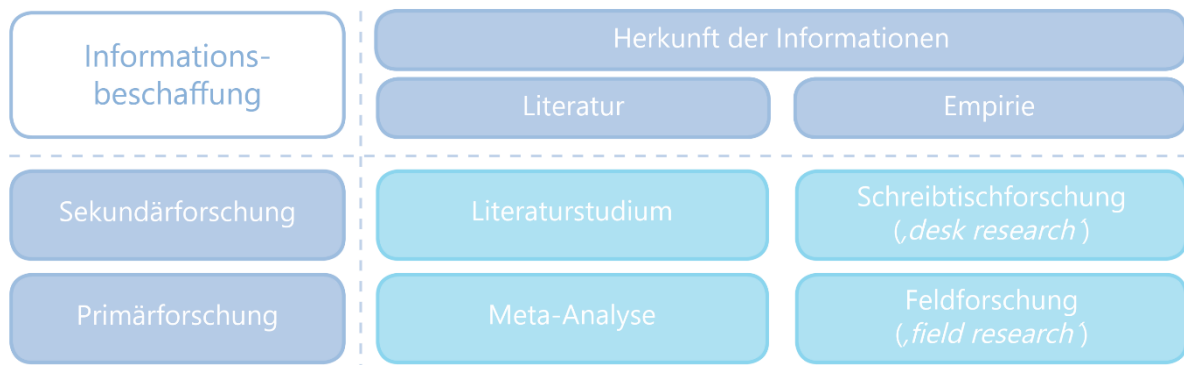 Informations-
beschaffung
Herkunft der Informationen
Literatur
Empirie
Sekundärforschung
Literaturstudium
Schreibtischforschung
(‚desk research´)
Primärforschung
Meta-Analyse
Feldforschung
(‚field research´)